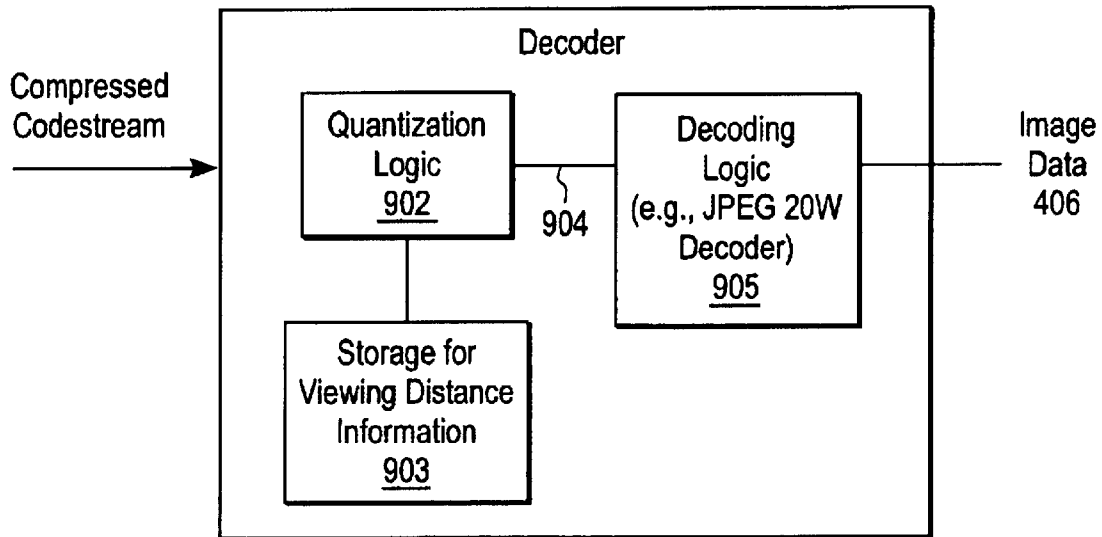 Decoder
Compressed
Codestream
Quantization
Logic
902
904
Decoding
Logic
(e.g., JPEG 20W
Decoder)
905
Image
Data
406
Storage for
Viewing Distance
Information
903